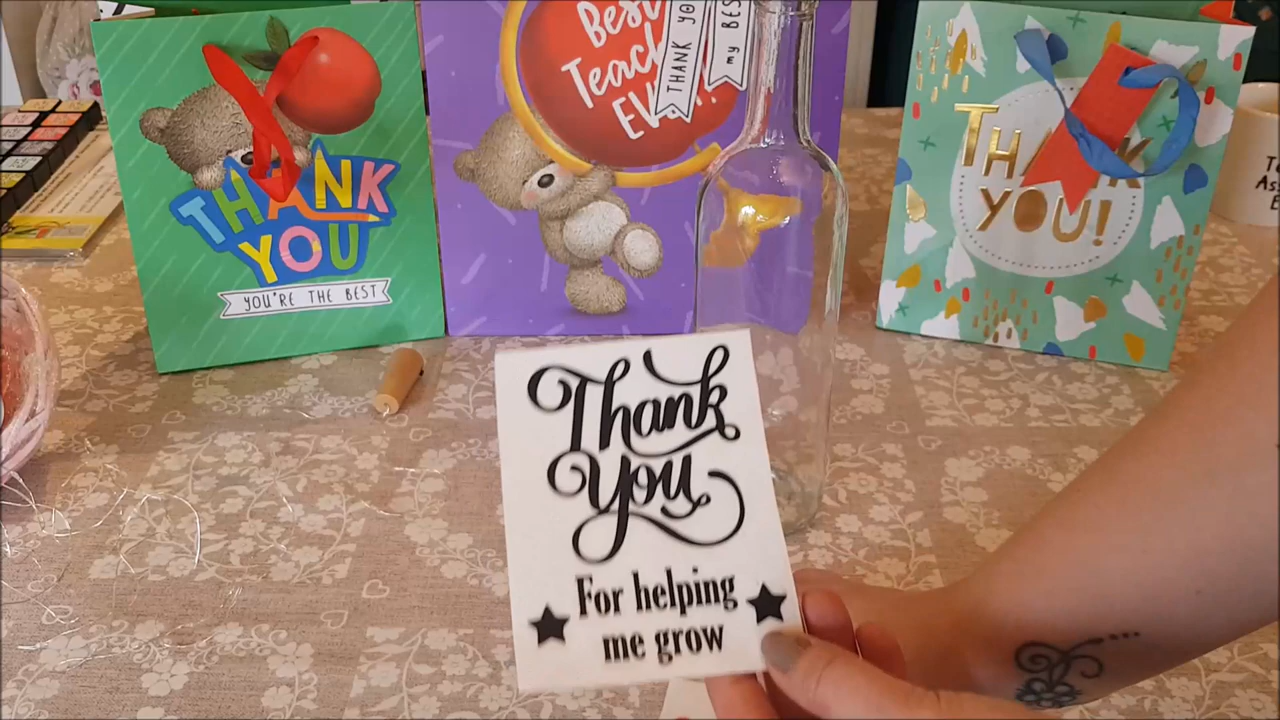 THANK
YOU
YOU'RE THE BEST
Best
Teach
EV
THANK YO
my BES
THANK
YOU!
Thank
You
For helping
me grow